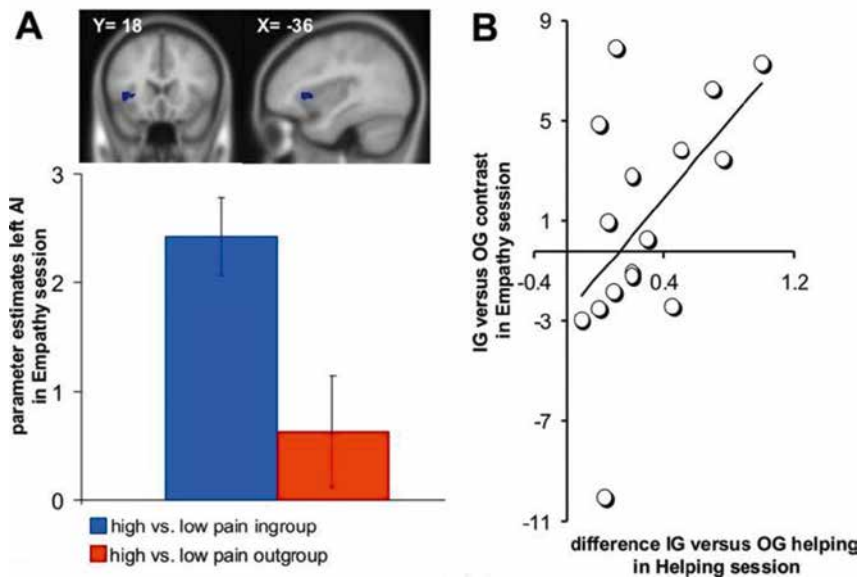 A
Y= 18
X= -36
3
2
1
0
parameter estimates left AI
in Empathy session
high vs. low pain ingroup
high vs. low pain outgroup
B
9
5
1
-3
-7
-11
-0.4
0.4
1.2
IG versus OG contrast
in Empathy session
difference IG versus OG helping
in Helping session